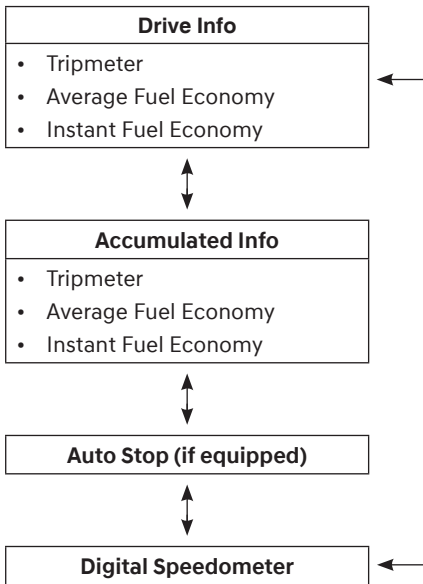 Drive Info
• Tripmeter
• Average Fuel Economy
• Instant Fuel Economy
Accumulated Info
• Tripmeter
• Average Fuel Economy
• Instant Fuel Economy
Auto Stop (if equipped)
Digital Speedometer